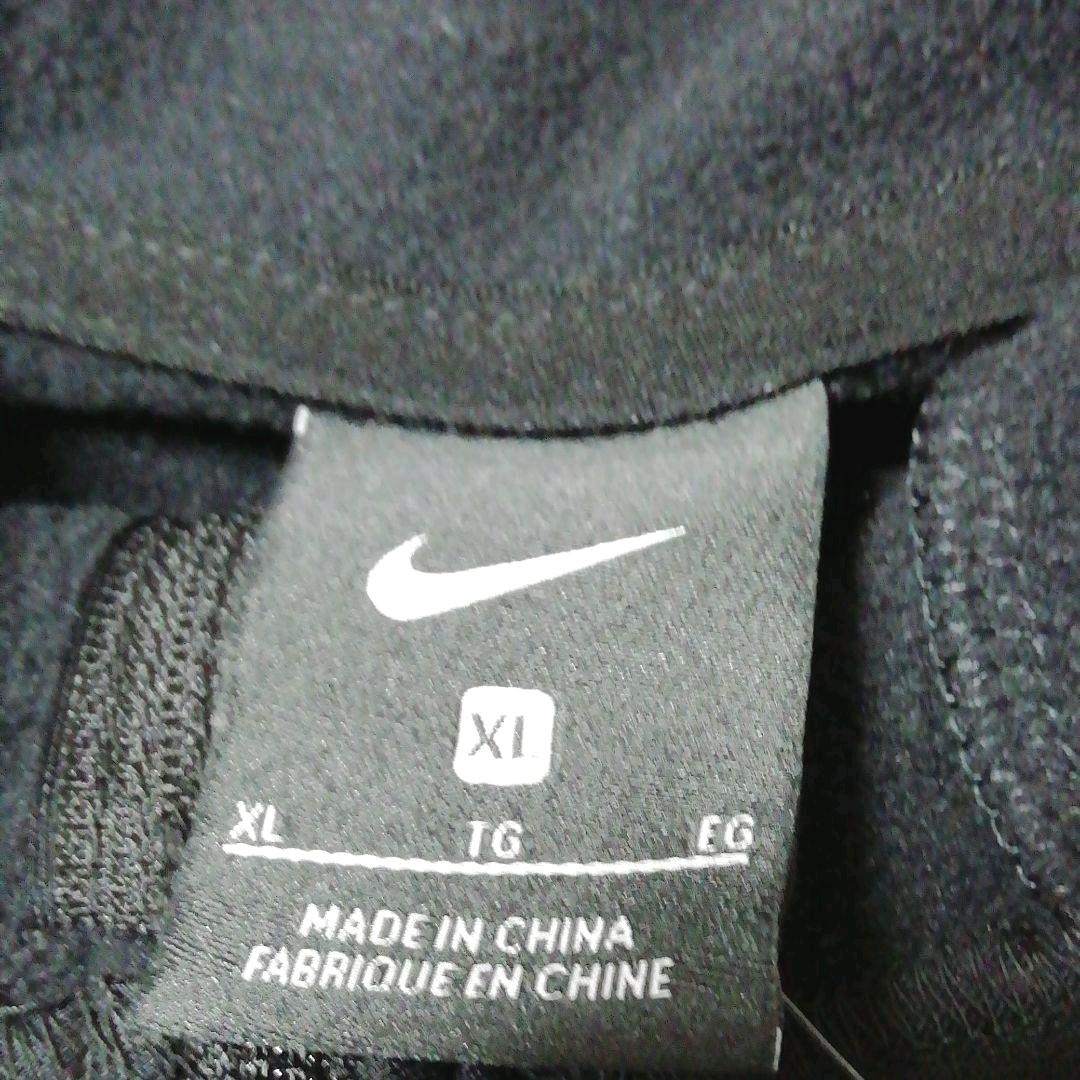 XL
XL TG EG
MADE IN CHINA
FABRIQUE EN CHINE